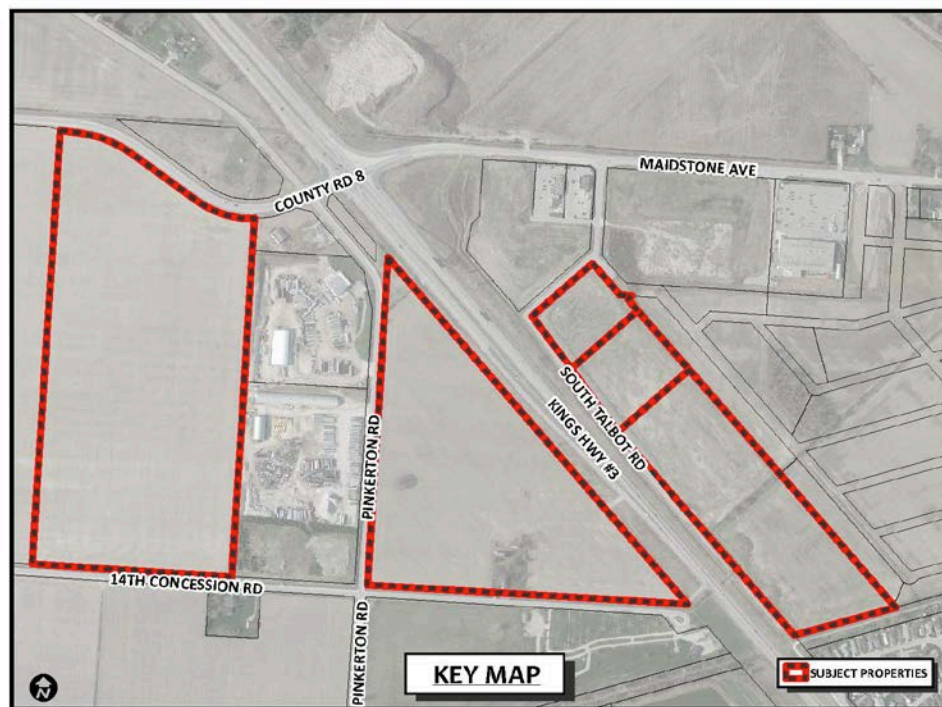 MAIDSTONE AVE
COUNTY RD 8
SOUTH TALBOT RD
KINGS HWY #3
PINKERTON RD
14TH CONCESSION RD
PINKERTON RD
KEY MAP
SUBJECT PROPERTIES
N